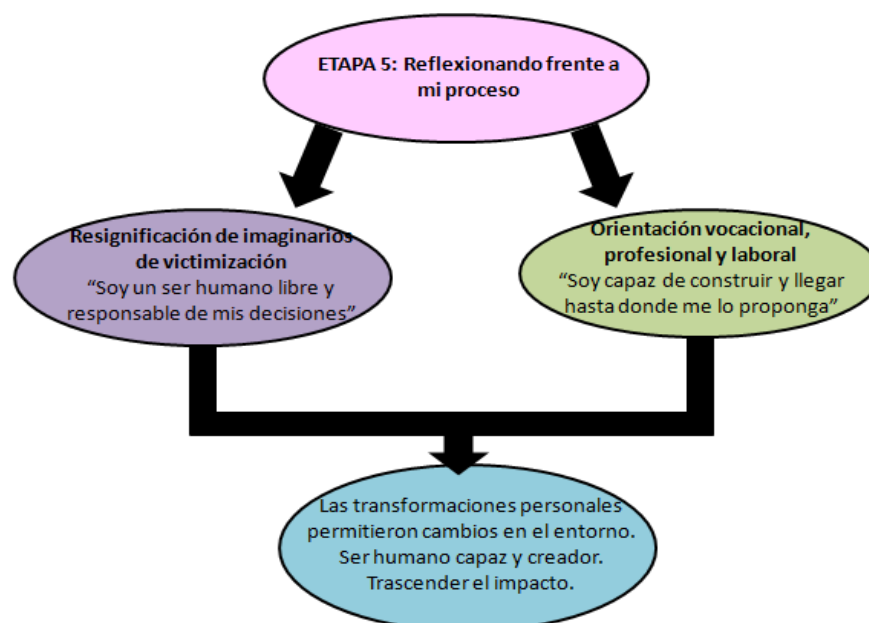 ETAPA 5: Reflexionando frente a
mi proceso
Resignificación de imaginarios
de victimización
“Soy un ser humano libre y
responsable de mis decisiones”
Orientación vocacional,
profesional y laboral
“Soy capaz de construir y llegar
hasta donde me lo proponga”
Las transformaciones personales
permitieron cambios en el entorno.
Ser humano capaz y creador.
Trascender el impacto.